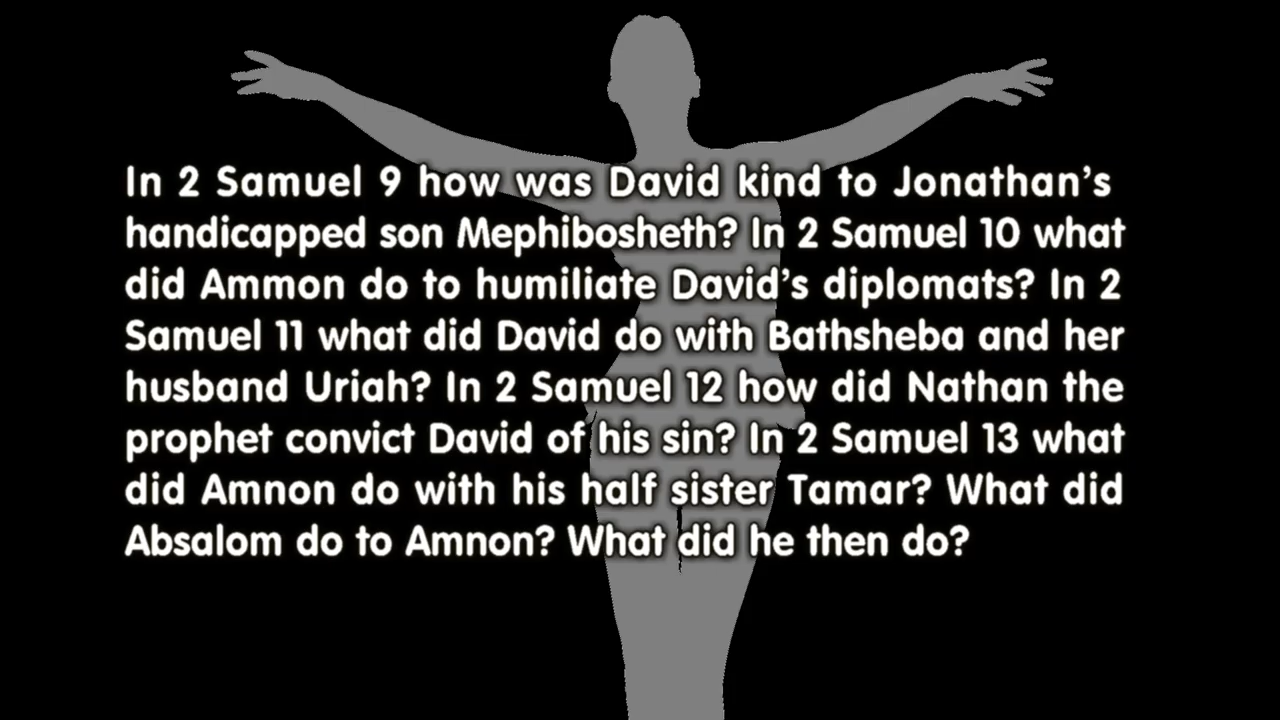 In 2 Samuel 9 how was David kind to Jonathan’s
handicapped son Mephibosheth? In 2 Samuel 10 what
did Ammon do to humiliate David’s diplomats? In 2
Samuel 11 what did David do with Bathsheba and her
husband Uriah? In 2 Samuel 12 how did Nathan the
prophet convict David of his sin? In 2 Samuel 13 what
did Amnon do with his half sister Tamar? What did
Absalom do to Amnon? What did he then do?